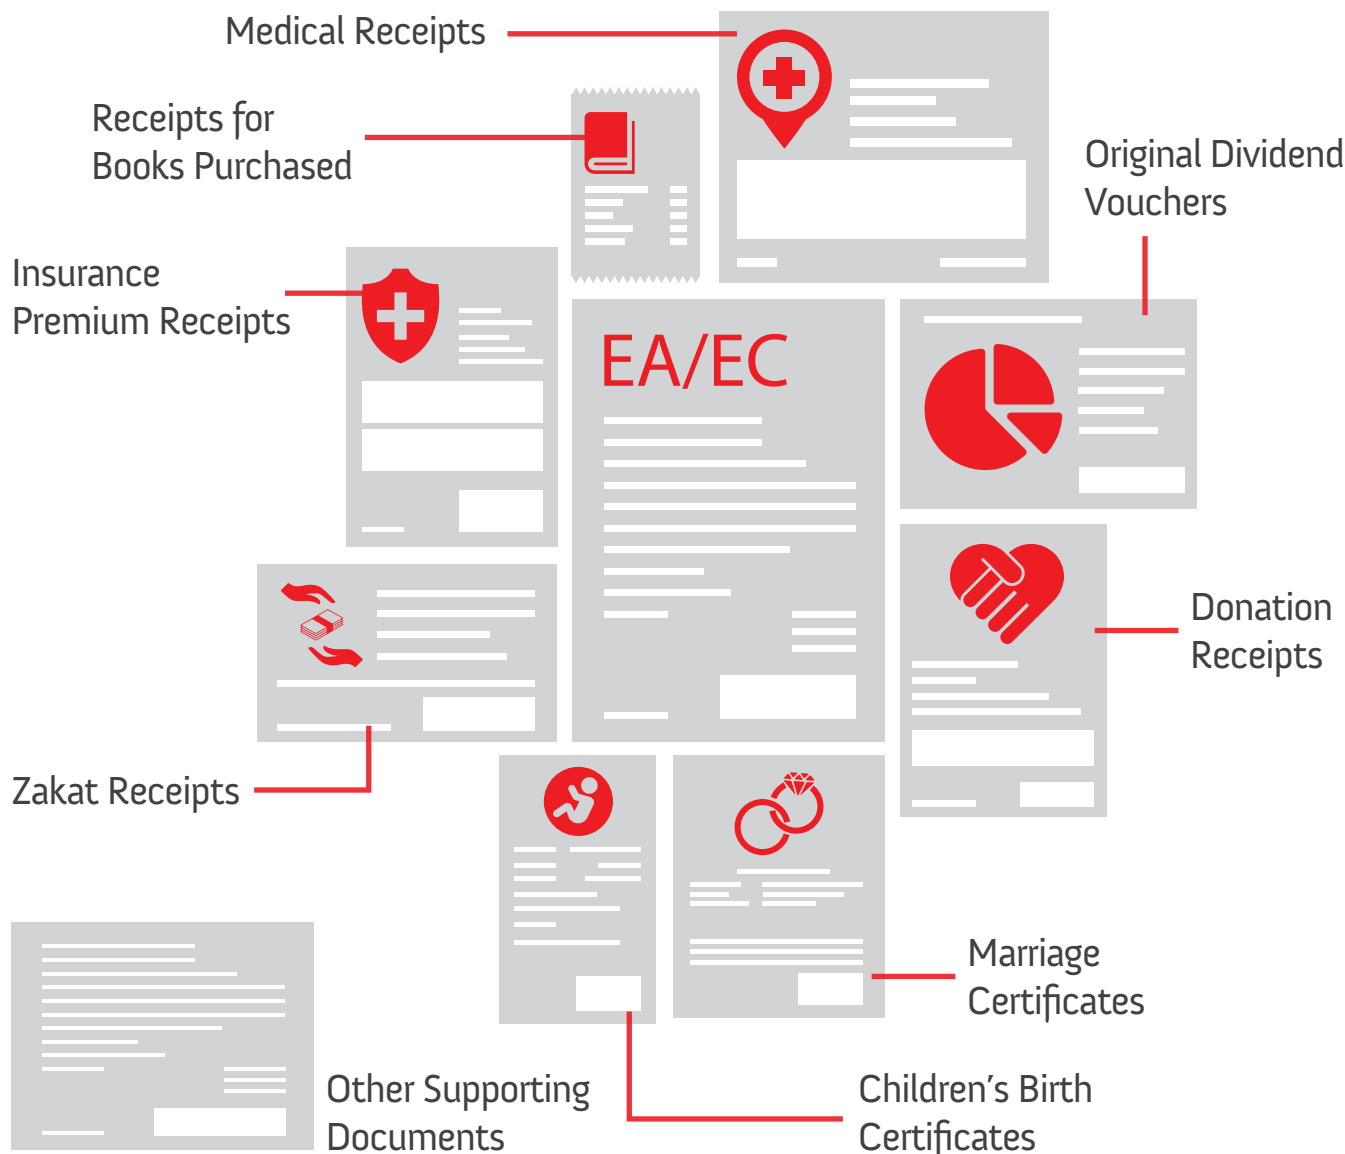 Medical Receipts
Receipts for
Books Purchased
Original Dividend
Vouchers
Insurance
Premium Receipts
EA/EC
Donation
Receipts
Zakat Receipts
Marriage
Certificates
Other Supporting
Documents
Children’s Birth
Certificates